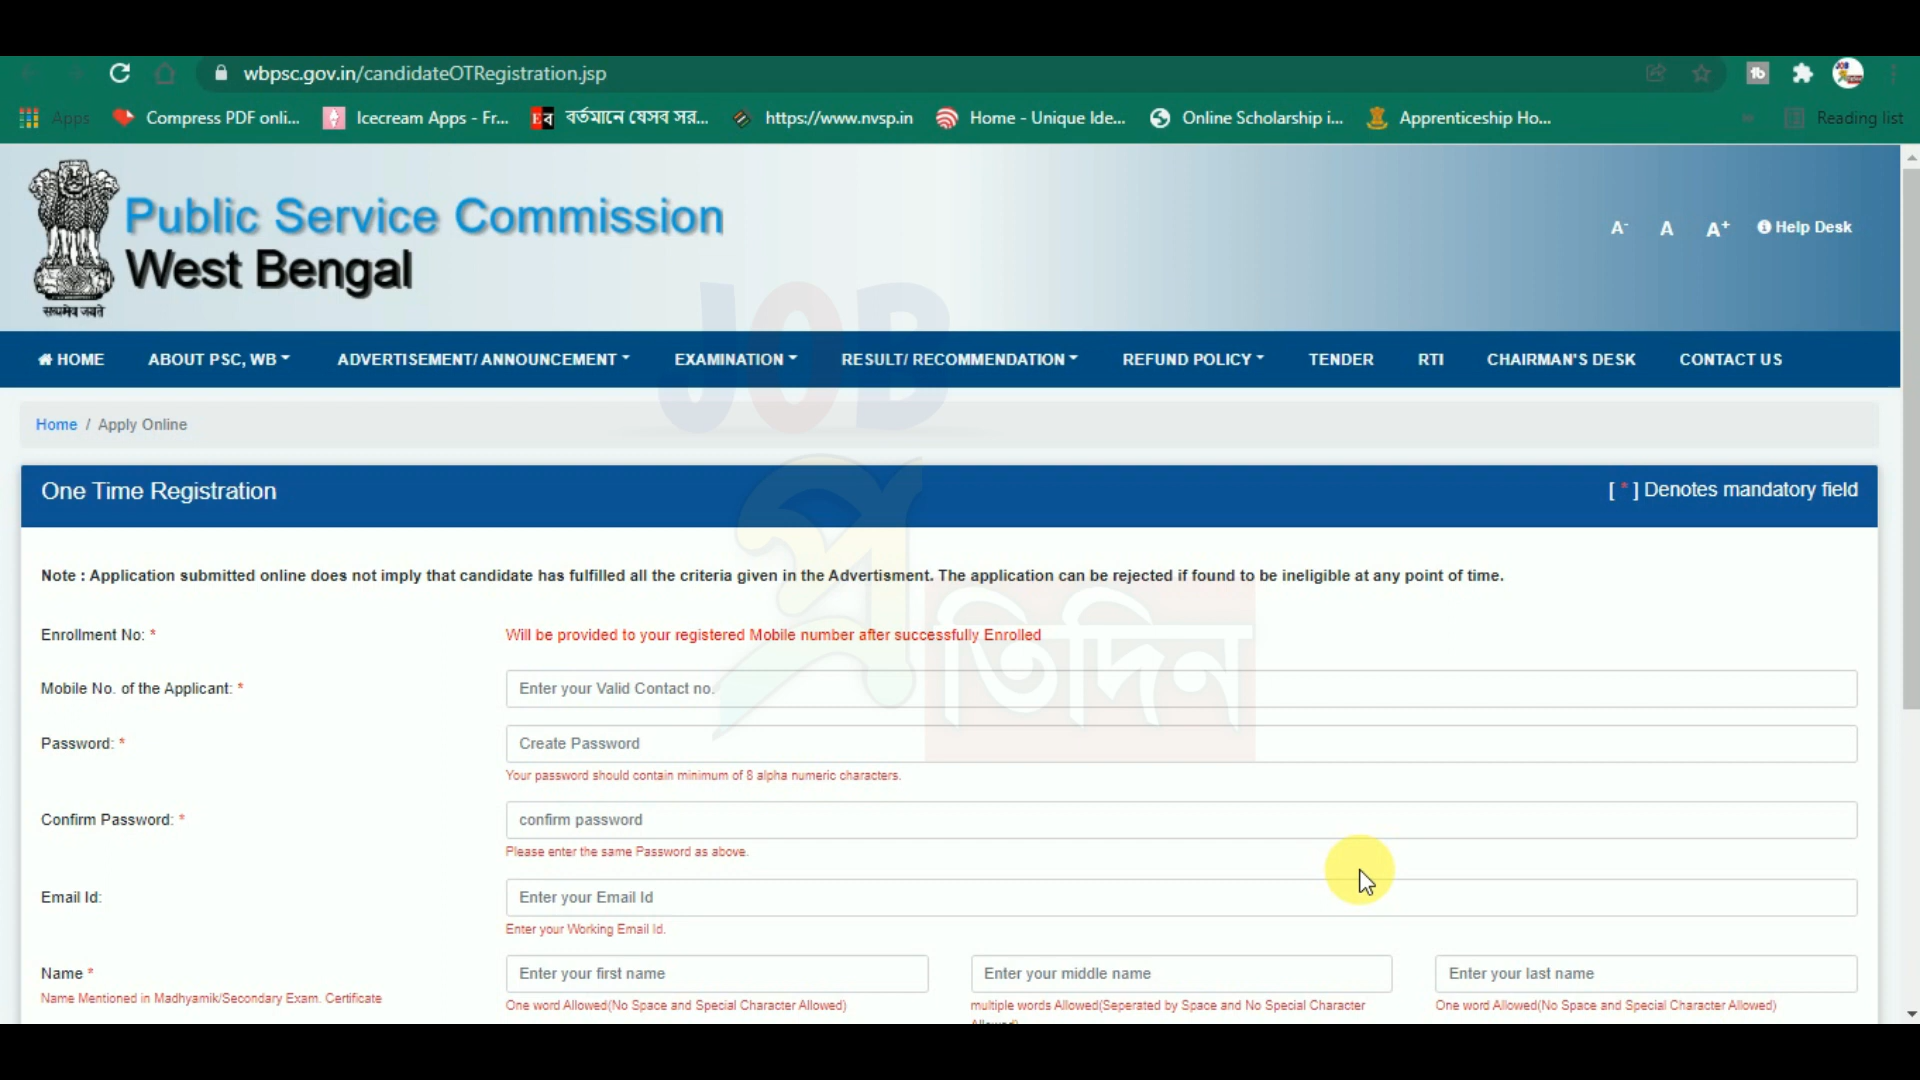 wbpsc.gov.in/candidateOTRegistration.jsp
Apps Compress PDF onli... Icecream Apps - Fr... বর্তমানে যেসব সর... https://www.nvsp.in Home - Unique Ide... Online Scholarship i... Apprenticeship Ho... Reading list
Public Service Commission
West Bengal
सत्यमेव जयते
A- A A+ Help Desk
HOME ABOUT PSC, WB ADVERTISEMENT/ ANNOUNCEMENT EXAMINATION RESULT/ RECOMMENDATION REFUND POLICY TENDER RTI CHAIRMAN'S DESK CONTACT US
JOB
Home / Apply Online
One Time Registration [ * ] Denotes mandatory field
প্রতিদিন
Note : Application submitted online does not imply that candidate has fulfilled all the criteria given in the Advertisment. The application can be rejected if found to be ineligible at any point of time.
Enrollment No: * Will be provided to your registered Mobile number after successfully Enrolled
Mobile No. of the Applicant: * Enter your Valid Contact no.
Password: * Create Password
Your password should contain minimum of 8 alpha numeric characters.
Confirm Password: * confirm password
Please enter the same Password as above.
Email Id: Enter your Email Id
Enter your Working Email Id.
Name * Enter your first name Enter your middle name Enter your last name
Name Mentioned in Madhyamik/Secondary Exam. Certificate One word Allowed(No Space and Special Character Allowed) multiple words Allowed(Seperated by Space and No Special Character One word Allowed(No Space and Special Character Allowed)